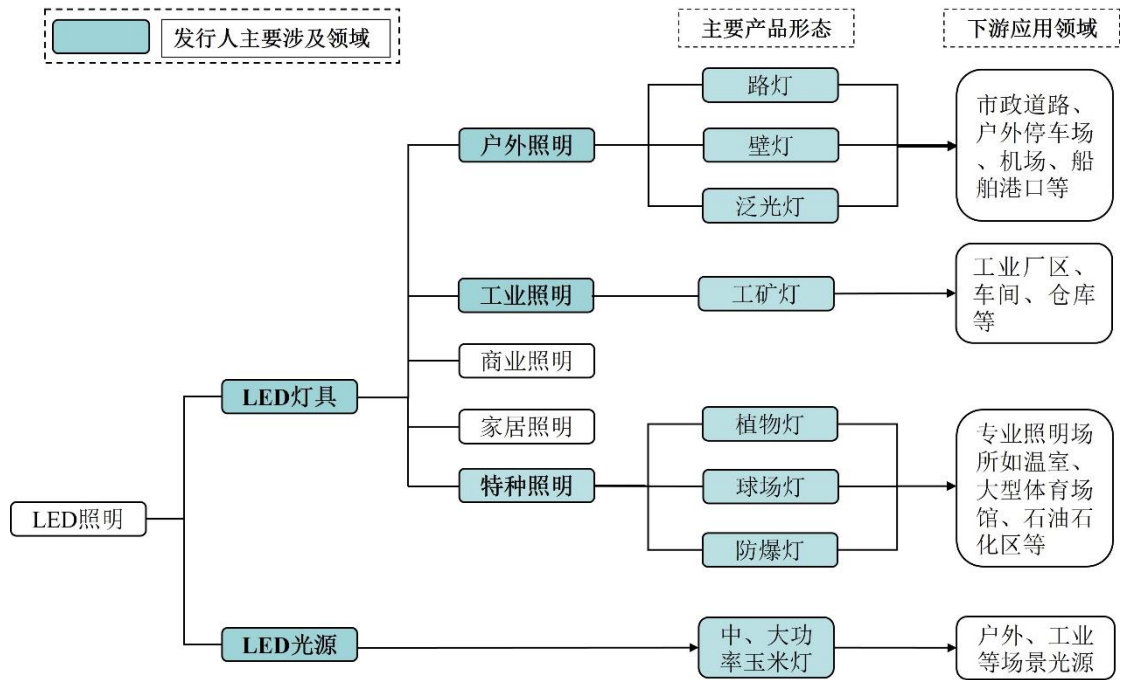 发行人主要涉及领域
主要产品形态
下游应用领域
路灯
壁灯
泛光灯
户外照明
市政道路、
户外停车场
、机场、船
舶港口等
工业照明
工矿灯
工业厂区、
车间、仓库
等
商业照明
LED灯具
家居照明
特种照明
植物灯
球场灯
防爆灯
专业照明场
所如温室、
大型体育场
馆、石油石
化区等
LED照明
LED光源
中、大功
率玉米灯
户外、工业
等场景光源